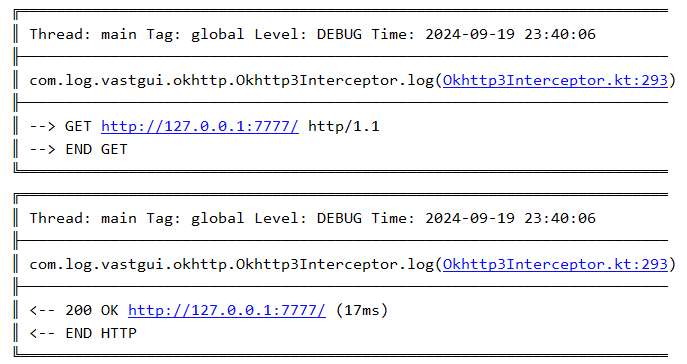 Thread: main Tag: global Level: DEBUG Time: 2024-09-19 23:40:06
com.log.vastgui.okhttp.Okhttp3Interceptor.log(Okhttp3Interceptor.kt:293)
--> GET http://127.0.0.1:7777/ http/1.1
--> END GET
Thread: main Tag: global Level: DEBUG Time: 2024-09-19 23:40:06
com.log.vastgui.okhttp.Okhttp3Interceptor.log(Okhttp3Interceptor.kt:293)
<-- 200 OK http://127.0.0.1:7777/ (17ms)
<-- END HTTP